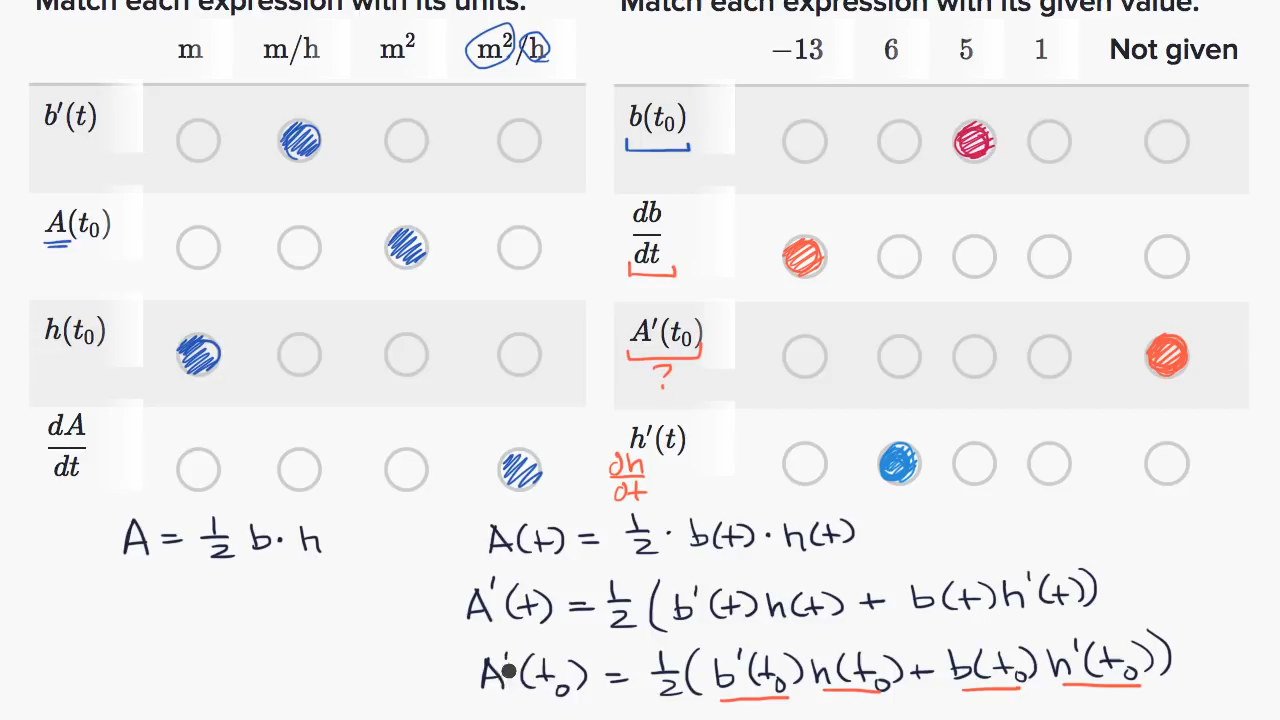 Match each expression with its units.
m m/h m² m²/h
b′(t)
A(t₀)
h(t₀)
dA
dt
Match each expression with its given value.
−13 6 5 1 Not given
b(t₀)
db
dt
A′(t₀)
?
h′(t)
dh
dt
A = 1/2 b · h
A(t) = 1/2 · b(t) · h(t)
A′(t) = 1/2 (b′(t)h(t) + b(t)h′(t))
A′(t₀) = 1/2 (b′(t₀)h(t₀) + b(t₀)h′(t₀))